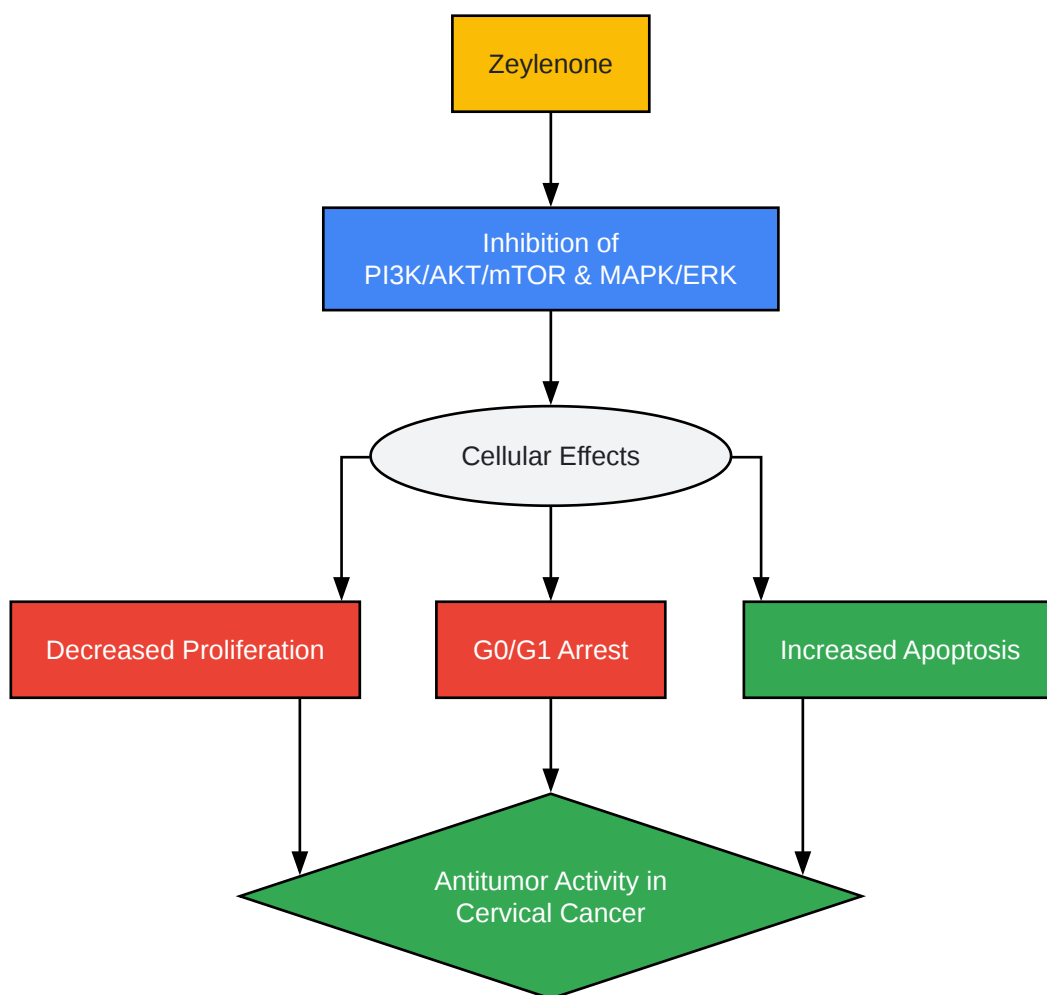 Zeylenone
Inhibition of
PI3K/AKT/mTOR & MAPK/ERK
Cellular Effects
Decreased Proliferation
G0/G1 Arrest
Increased Apoptosis
Antitumor Activity in
Cervical Cancer